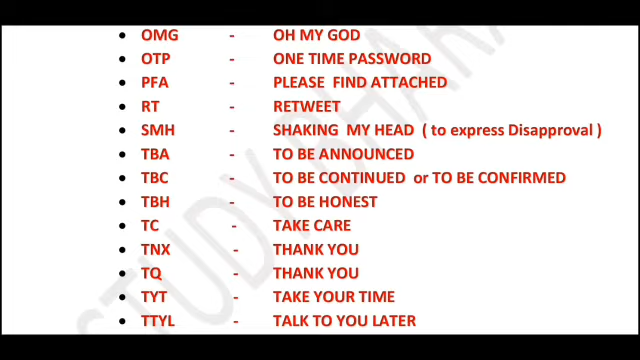 • OMG - OH MY GOD
• OTP - ONE TIME PASSWORD
• PFA - PLEASE FIND ATTACHED
• RT - RETWEET
• SMH - SHAKING MY HEAD ( to express Disapproval )
• TBA - TO BE ANNOUNCED
• TBC - TO BE CONTINUED or TO BE CONFIRMED
• TBH - TO BE HONEST
• TC - TAKE CARE
• TNX - THANK YOU
• TQ - THANK YOU
• TYT - TAKE YOUR TIME
• TTYL - TALK TO YOU LATER
STUDY BHARA